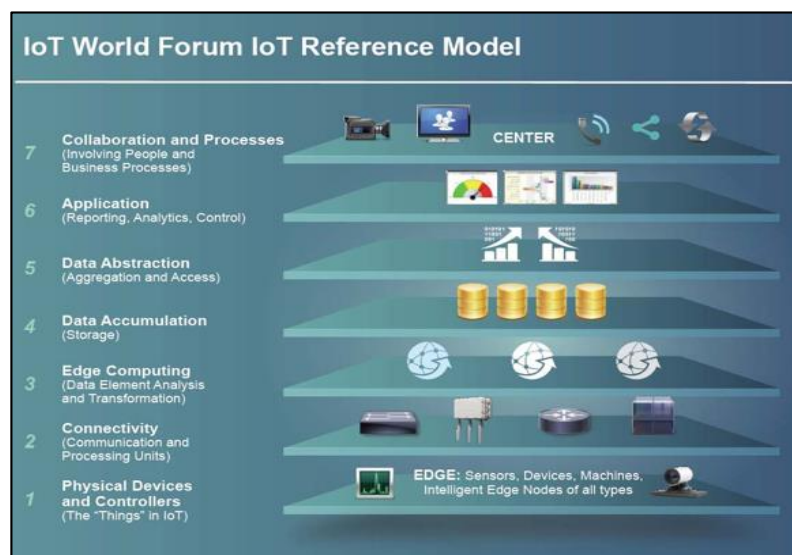 IoT World Forum IoT Reference Model
7
Collaboration and Processes
(Involving People and
Business Processes)
CENTER
6
Application
(Reporting, Analytics, Control)
5
Data Abstraction
(Aggregation and Access)
4
Data Accumulation
(Storage)
3
Edge Computing
(Data Element Analysis
and Transformation)
2
Connectivity
(Communication and
Processing Units)
1
Physical Devices
and Controllers
(The “Things” in IoT)
EDGE: Sensors, Devices, Machines,
Intelligent Edge Nodes of all types